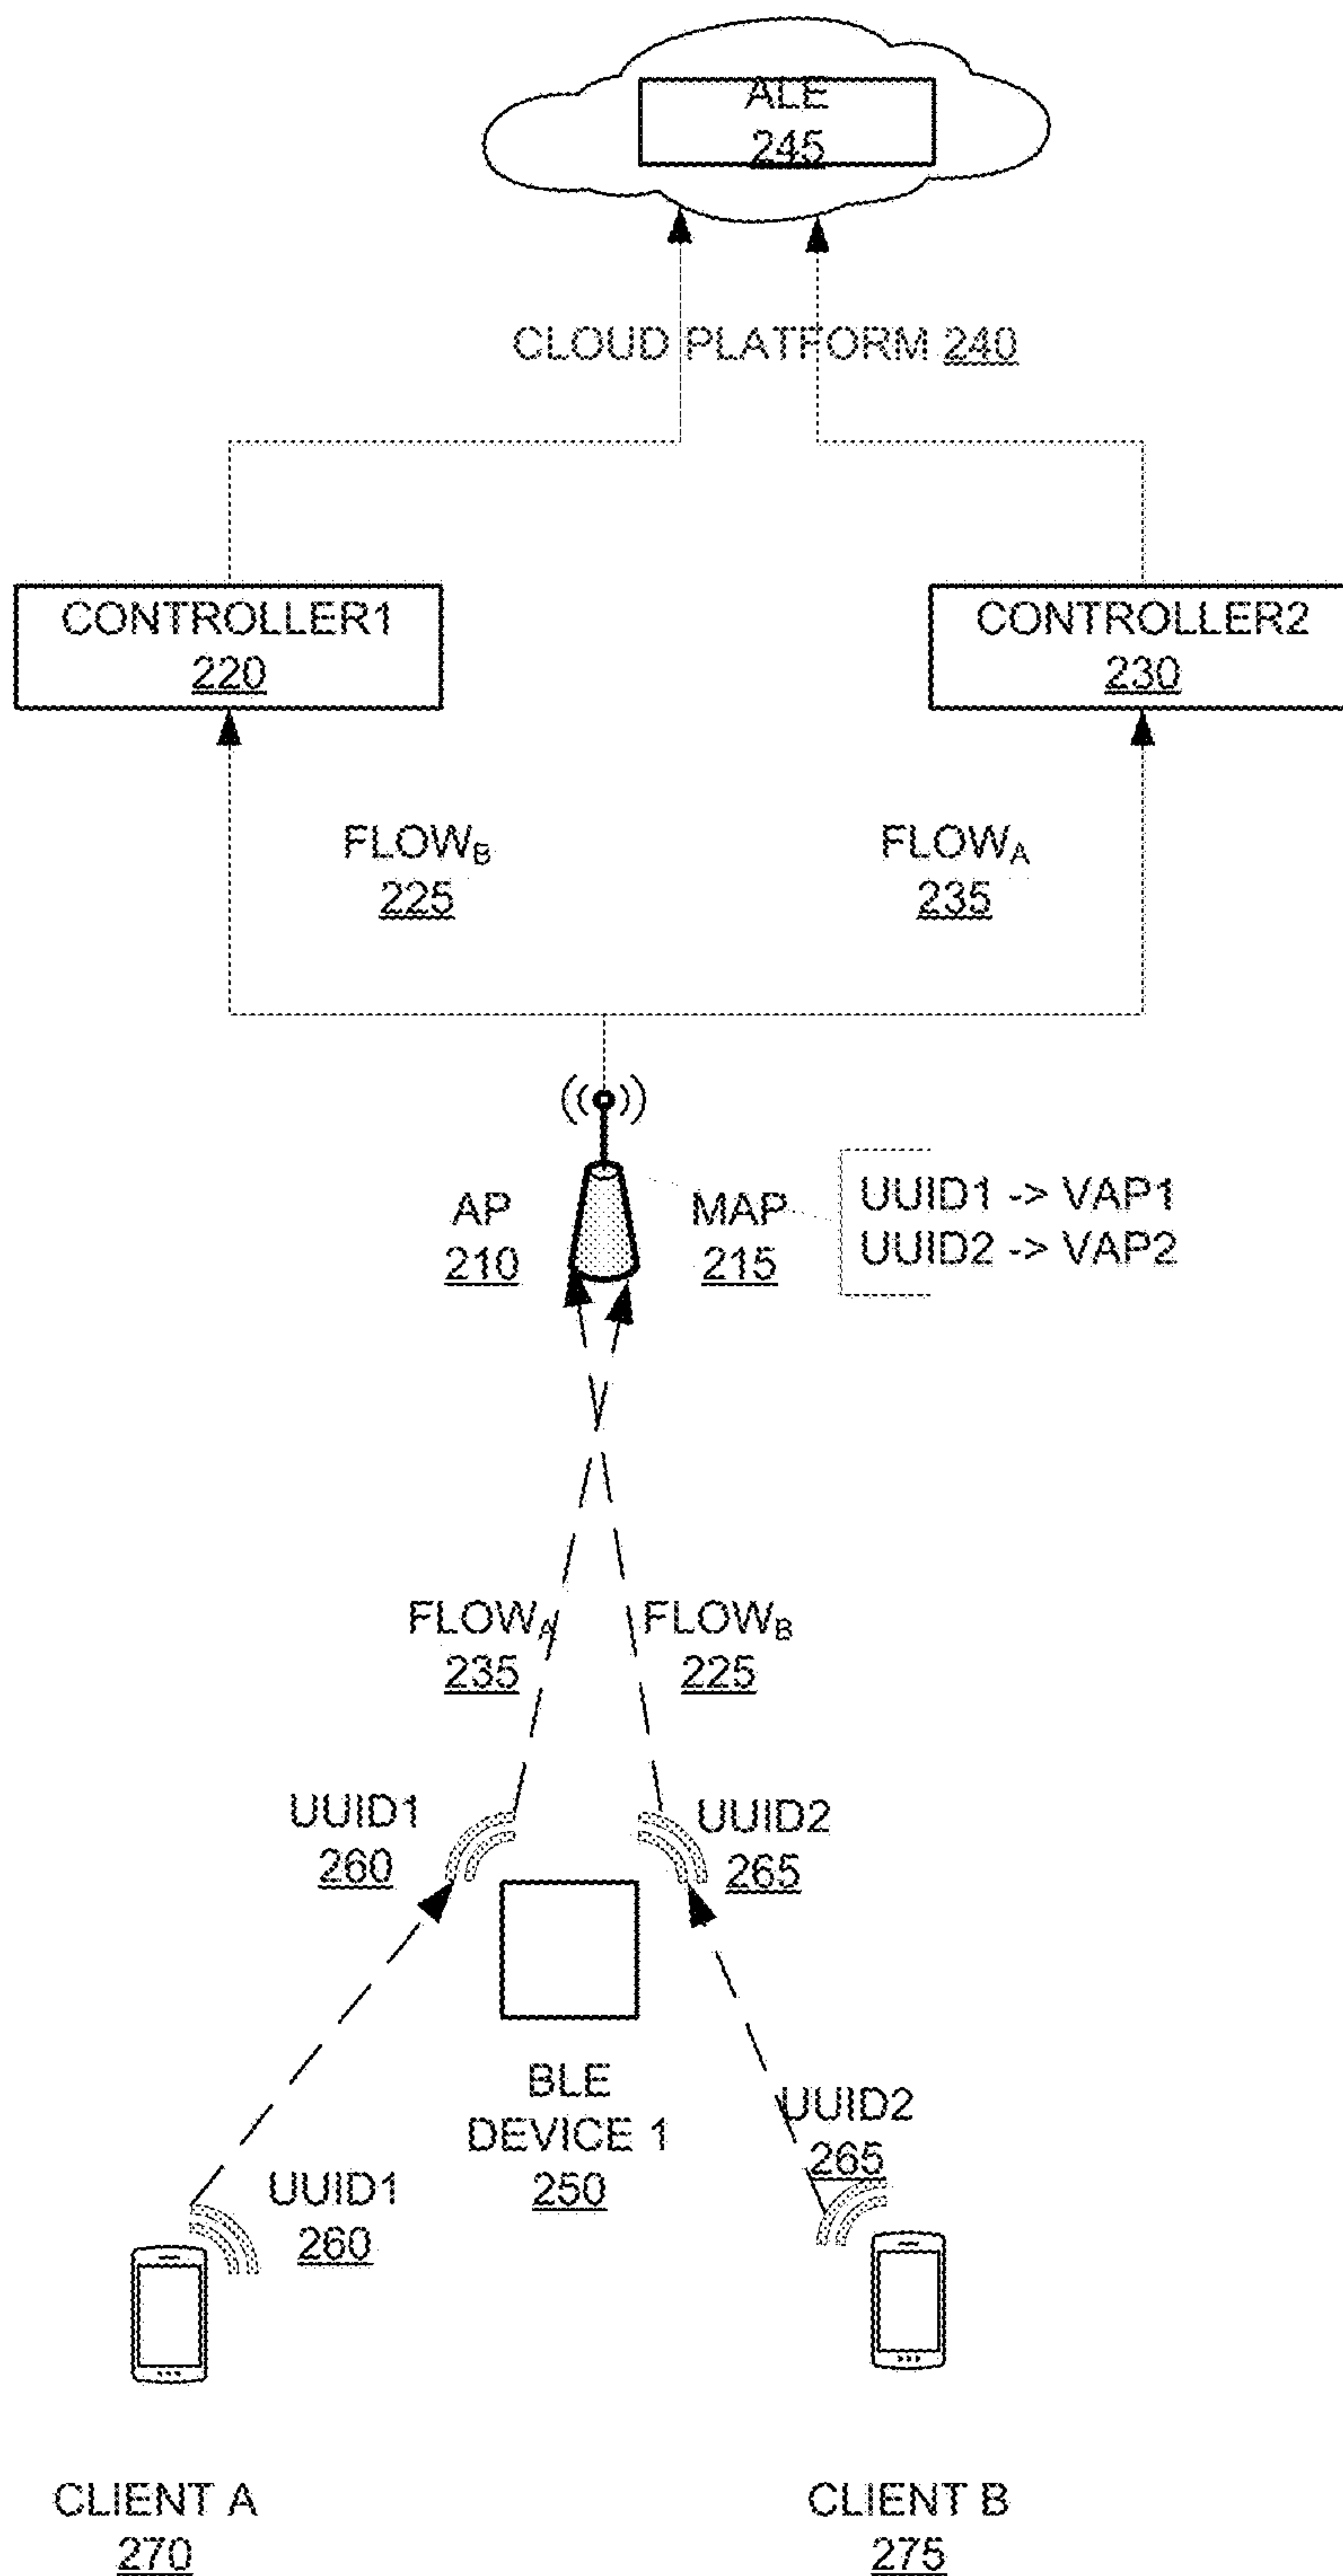 ALE
245
CLOUD PLATFORM 240
CONTROLLER1
220
CONTROLLER2
230
FLOWB
225
FLOWA
235
AP
210
MAP
215
UUID1 -> VAP1
UUID2 -> VAP2
FLOWA
235
FLOWB
225
UUID1
260
UUID2
265
BLE
DEVICE 1
250
UUID1
260
UUID2
265
CLIENT A
270
CLIENT B
275